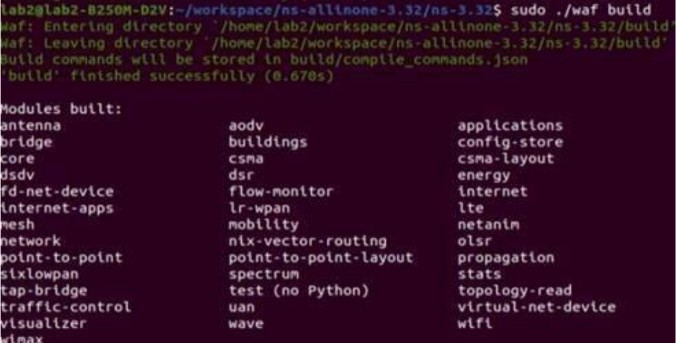 lab2@lab2-B250M-D2V:~/workspace/ns-allinone-3.32/ns-3.32$ sudo ./waf build
Waf: Entering directory `/home/lab2/workspace/ns-allinone-3.32/ns-3.32/build'
Waf: Leaving directory `/home/lab2/workspace/ns-allinone-3.32/ns-3.32/build'
Build commands will be stored in build/compile_commands.json
'build' finished successfully (0.670s)
Modules built:
antenna aodv applications
bridge buildings config-store
core csma csma-layout
dsdv dsr energy
fd-net-device flow-monitor internet
internet-apps lr-wpan lte
mesh mobility netanim
network nix-vector-routing olsr
point-to-point point-to-point-layout propagation
sixlowpan spectrum stats
tap-bridge test (no Python) topology-read
traffic-control uan virtual-net-device
visualizer wave wifi
wimax